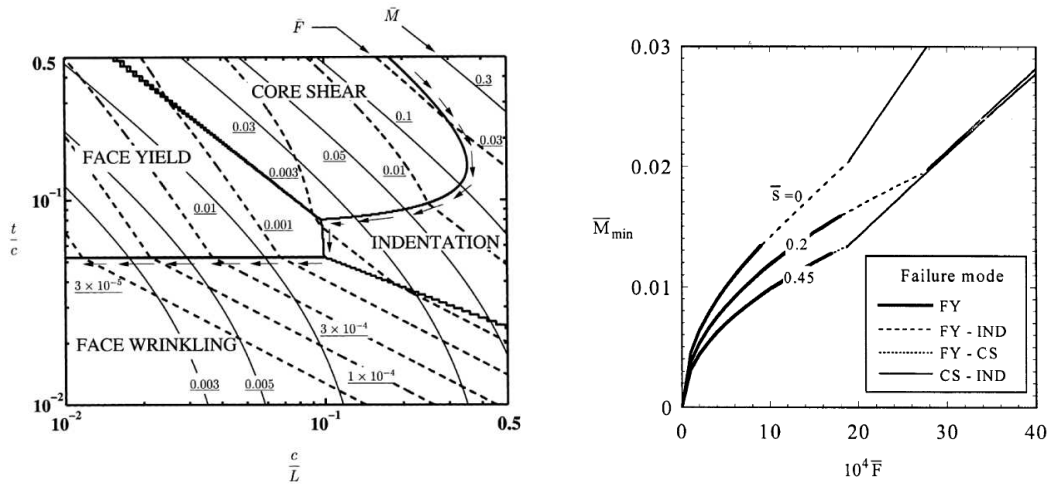 F̄
M̄
0.5
CORE SHEAR
0.3
0.1
0.03
0.03
FACE YIELD
0.003
0.05
0.01
10⁻¹
0.01
0.001
INDENTATION
t/c
3 × 10⁻⁵
3 × 10⁻⁴
FACE WRINKLING
1 × 10⁻⁴
0.003
0.005
10⁻²
10⁻²
10⁻¹
0.5
c/L
0.03
0.02
M̄min
0.01
0
s̄=0
0.2
0.45
Failure mode
FY
FY - IND
FY - CS
CS - IND
0
10
20
30
40
10⁴F̄